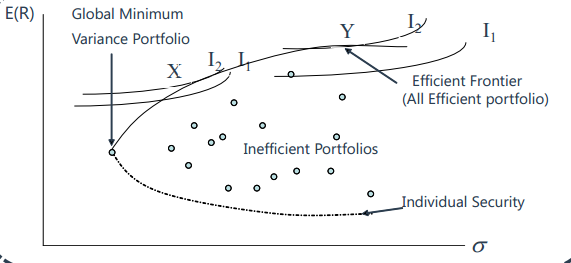 E(R)
Global Minimum
Variance Portfolio
X
I2
I1
Y
I2
I1
Efficient Frontier
(All Efficient portfolio)
Inefficient Portfolios
Individual Security
σ